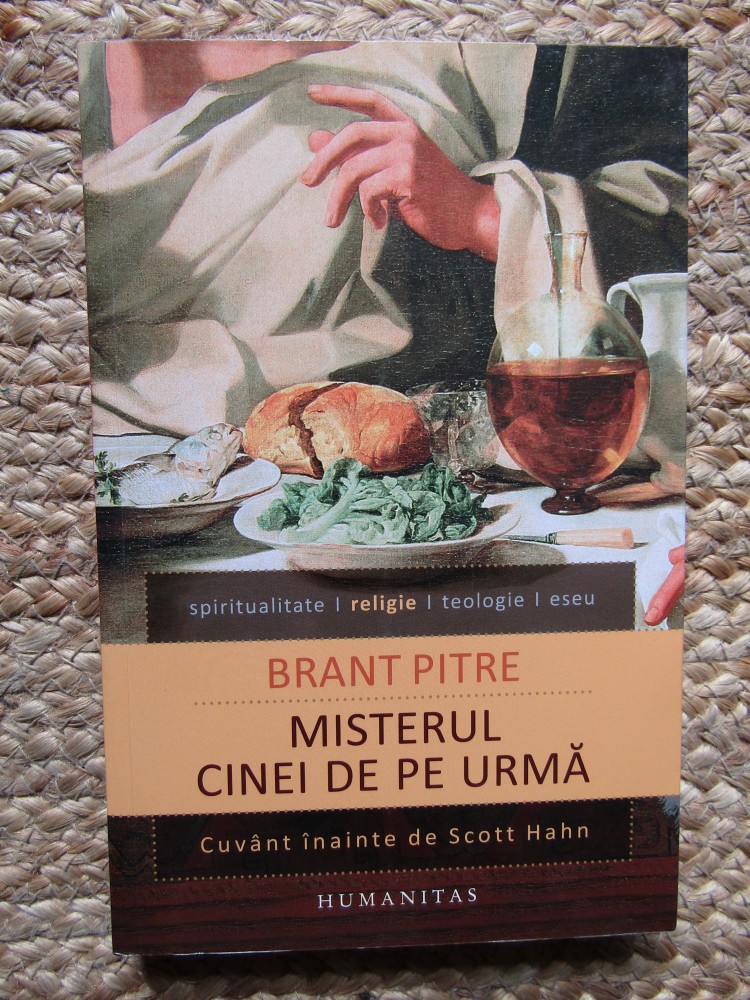 spiritualitate | religie | teologie | eseu
BRANT PITRE
MISTERUL
CINEI DE PE URMĂ
Cuvânt înainte de Scott Hahn
HUMANITAS